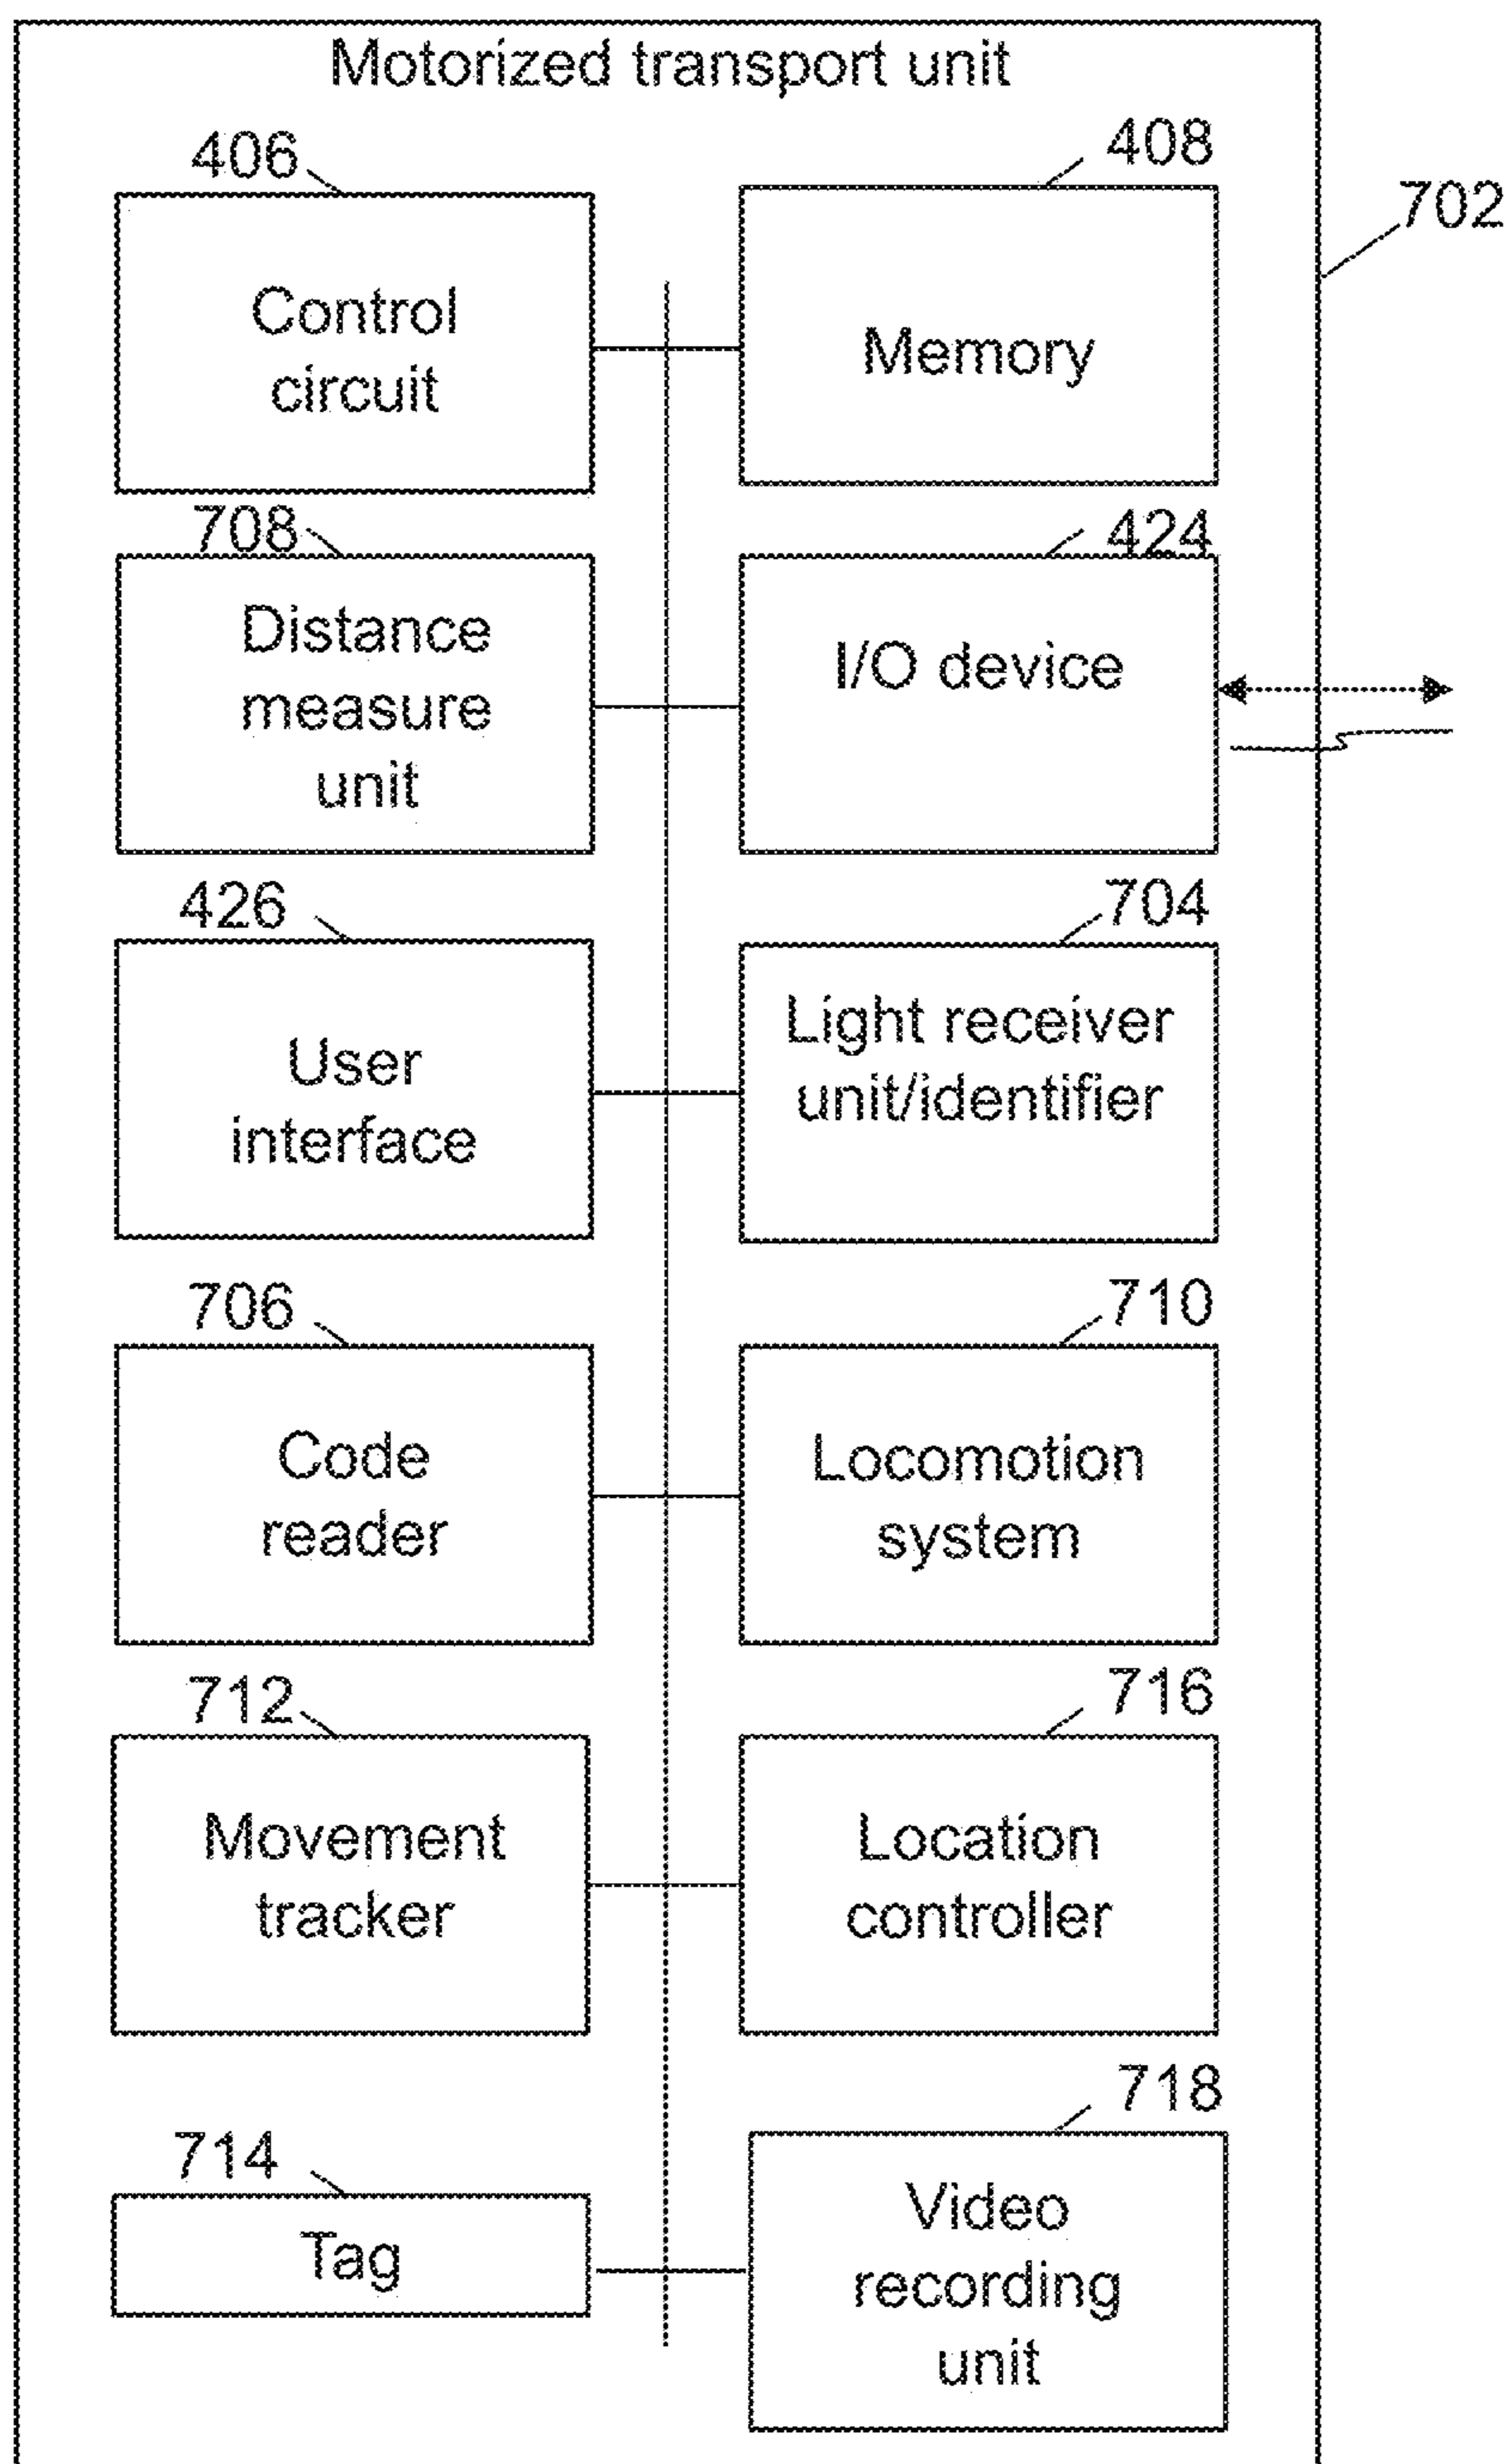 Motorized transport unit
406
408
702
Control
circuit
Memory
708
424
Distance
measure
unit
I/O device
426
704
User
interface
Light receiver
unit/identifier
706
710
Code
reader
Locomotion
system
712
716
Movement
tracker
Location
controller
714
718
Tag
Video
recording
unit